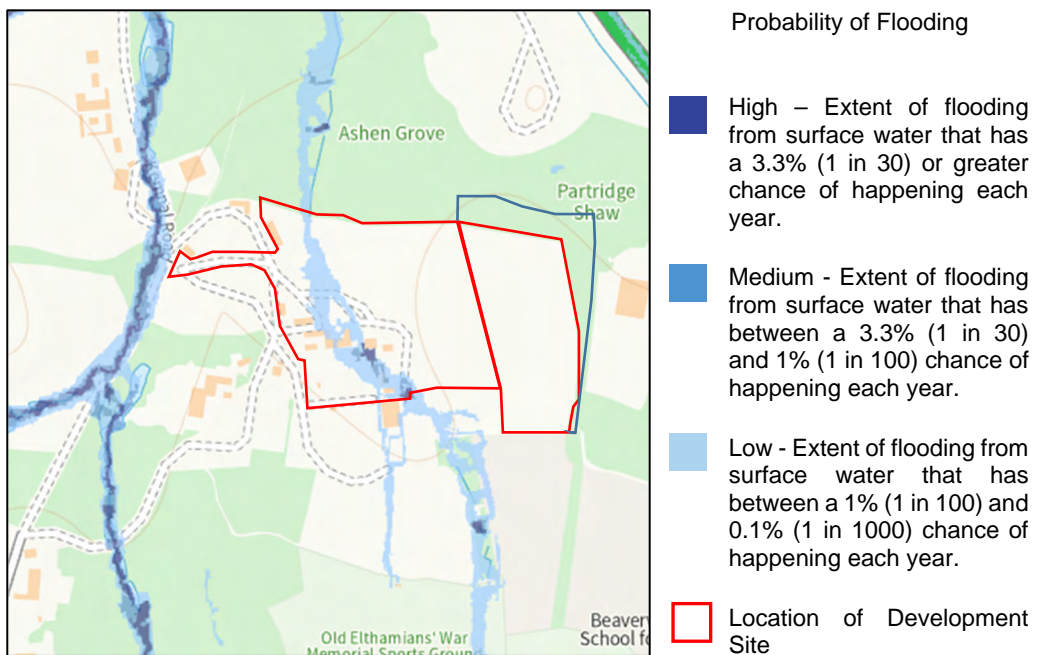 Probability of Flooding
High – Extent of flooding
from surface water that has
a 3.3% (1 in 30) or greater
chance of happening each
year.
Medium - Extent of flooding
from surface water that has
between a 3.3% (1 in 30)
and 1% (1 in 100) chance of
happening each year.
Low - Extent of flooding from
surface water that has
between a 1% (1 in 100) and
0.1% (1 in 1000) chance of
happening each year.
Location of Development
Site
Ashen Grove
Partridge
Shaw
Old Elthamians' War
Memorial Sports Groun
Beaverw
School fo